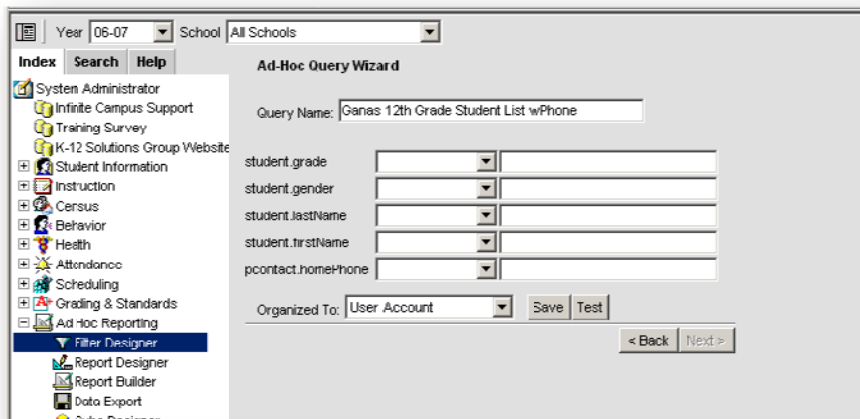 Year 06-07 School All Schools
Index Search Help
System Administrator
Infinite Campus Support
Training Survey
K-12 Solutions Group Website
Student Information
Instruction
Census
Behavior
Health
Attendance
Scheduling
Grading & Standards
Ad Hoc Reporting
Filter Designer
Report Designer
Report Builder
Data Export
Designer
Ad-Hoc Query Wizard
Query Name: Ganas 12th Grade Student List wPhone
student.grade
student.gender
student.lastName
student.firstName
pcontact.homePhone
Organized To: User Account Save Test
< Back Next >